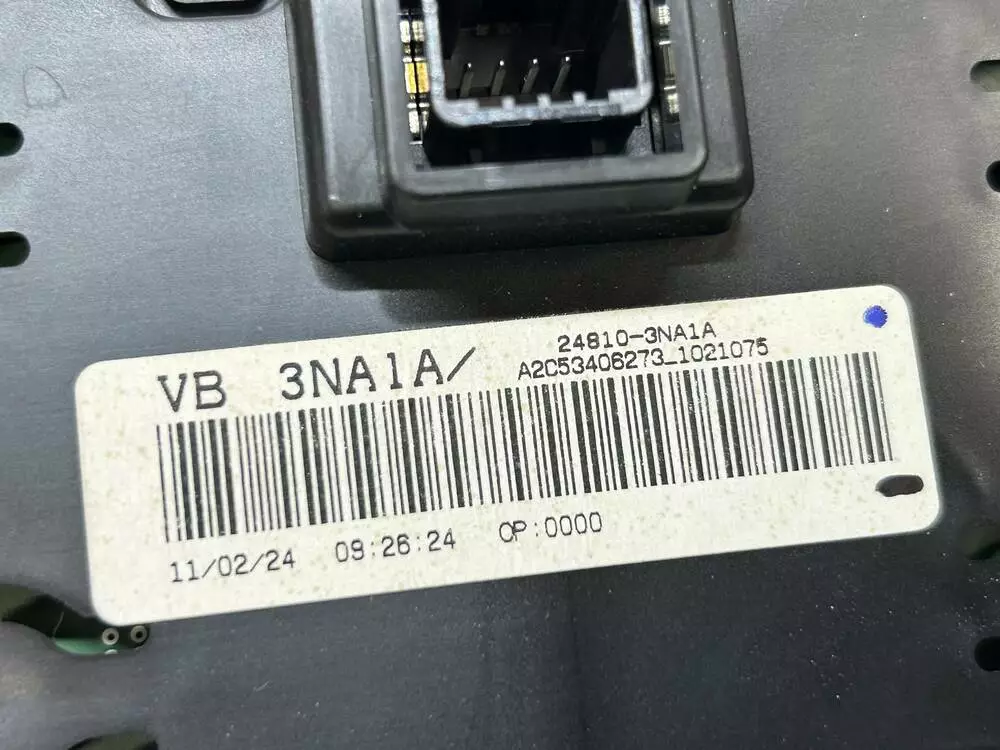 VB 3NA1A/
24810-3NA1A
A2C53406273_1021075
11/02/24 09:26:24 OP:0000